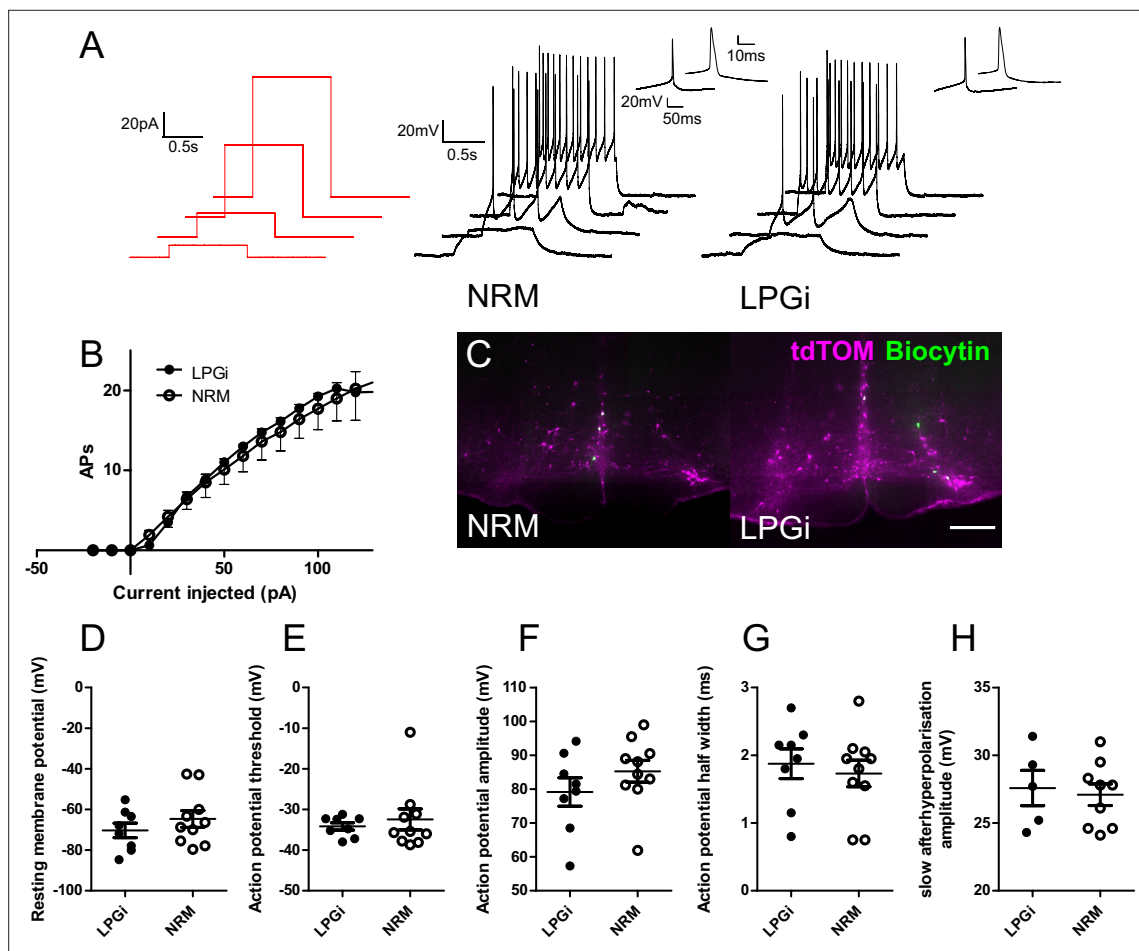 A
20pA
0.5s
20mV
0.5s
10ms
20mV
50ms
NRM
LPGi
B
LPGi
NRM
20
10
APs
-50
50
100
Current injected (pA)
C
tdTOM Biocytin
NRM
LPGi
D
Resting membrane potential (mV)
0
-20
-40
-60
-80
-100
LPGi
NRM
E
Action potential threshold (mV)
0
-10
-20
-30
-40
-50
LPGi
NRM
F
Action potential amplitude (mV)
110
100
90
80
70
60
50
LPGi
NRM
G
Action potential half width (ms)
3
2
1
0
LPGi
NRM
H
slow afterhyperpolarisation
amplitude (mV)
35
30
25
20
LPGi
NRM